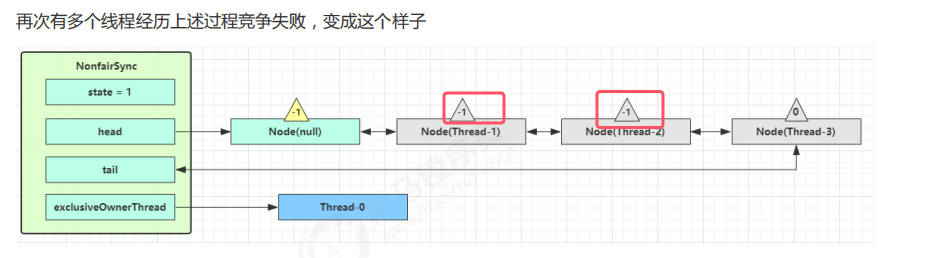 再次有多个线程经历上述过程竞争失败，变成这个样子
NonfairSync
state = 1
head
tail
exclusiveOwnerThread
-1
Node(null)
-1
Node(Thread-1)
-1
Node(Thread-2)
0
Node(Thread-3)
Thread-0